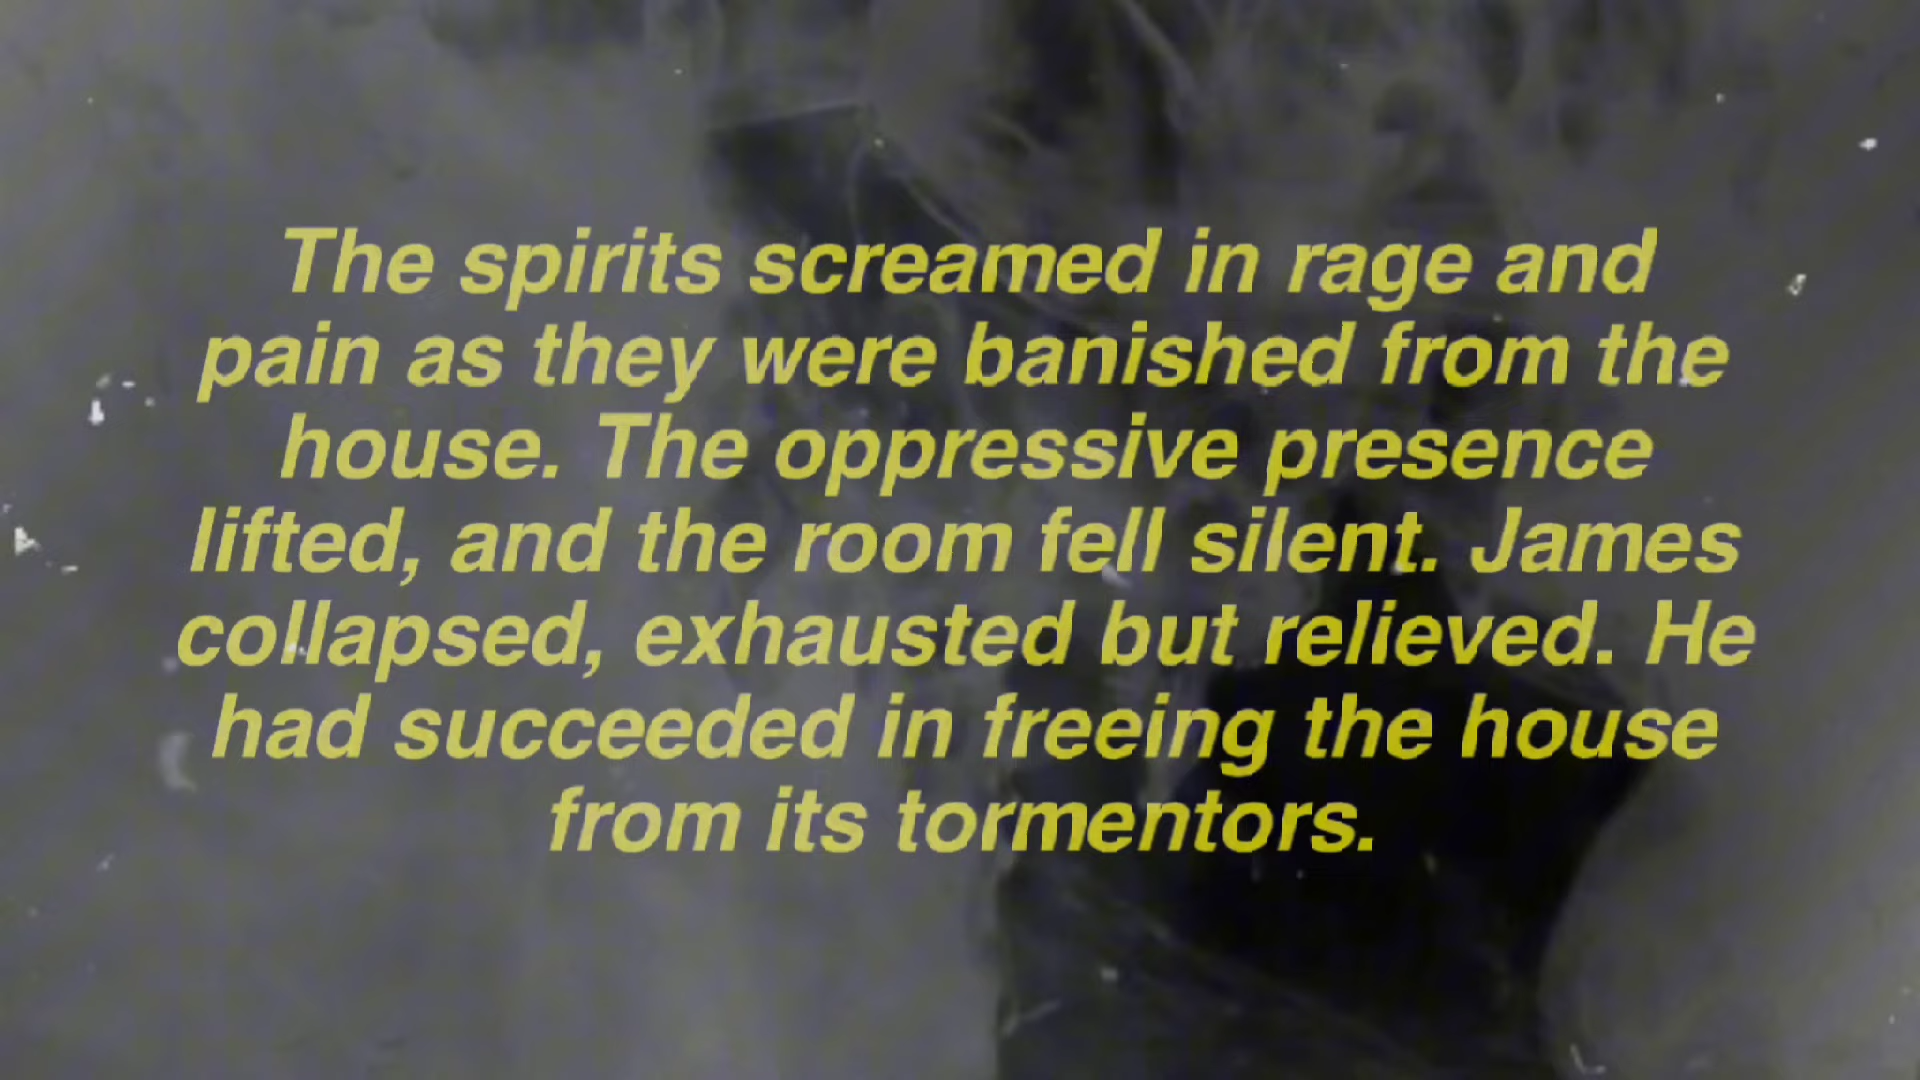 The spirits screamed in rage and
pain as they were banished from the
house. The oppressive presence
lifted, and the room fell silent. James
collapsed, exhausted but relieved. He
had succeeded in freeing the house
from its tormentors.